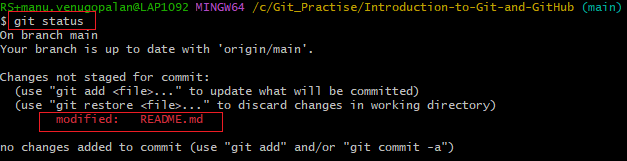 RS+manu.venugopalan@LAP1092 MINGW64 /c/Git_Practise/Introduction-to-Git-and-GitHub (main)
$ git status
On branch main
Your branch is up to date with 'origin/main'.
Changes not staged for commit:
(use "git add <file>..." to update what will be committed)
(use "git restore <file>..." to discard changes in working directory)
modified: README.md
no changes added to commit (use "git add" and/or "git commit -a")